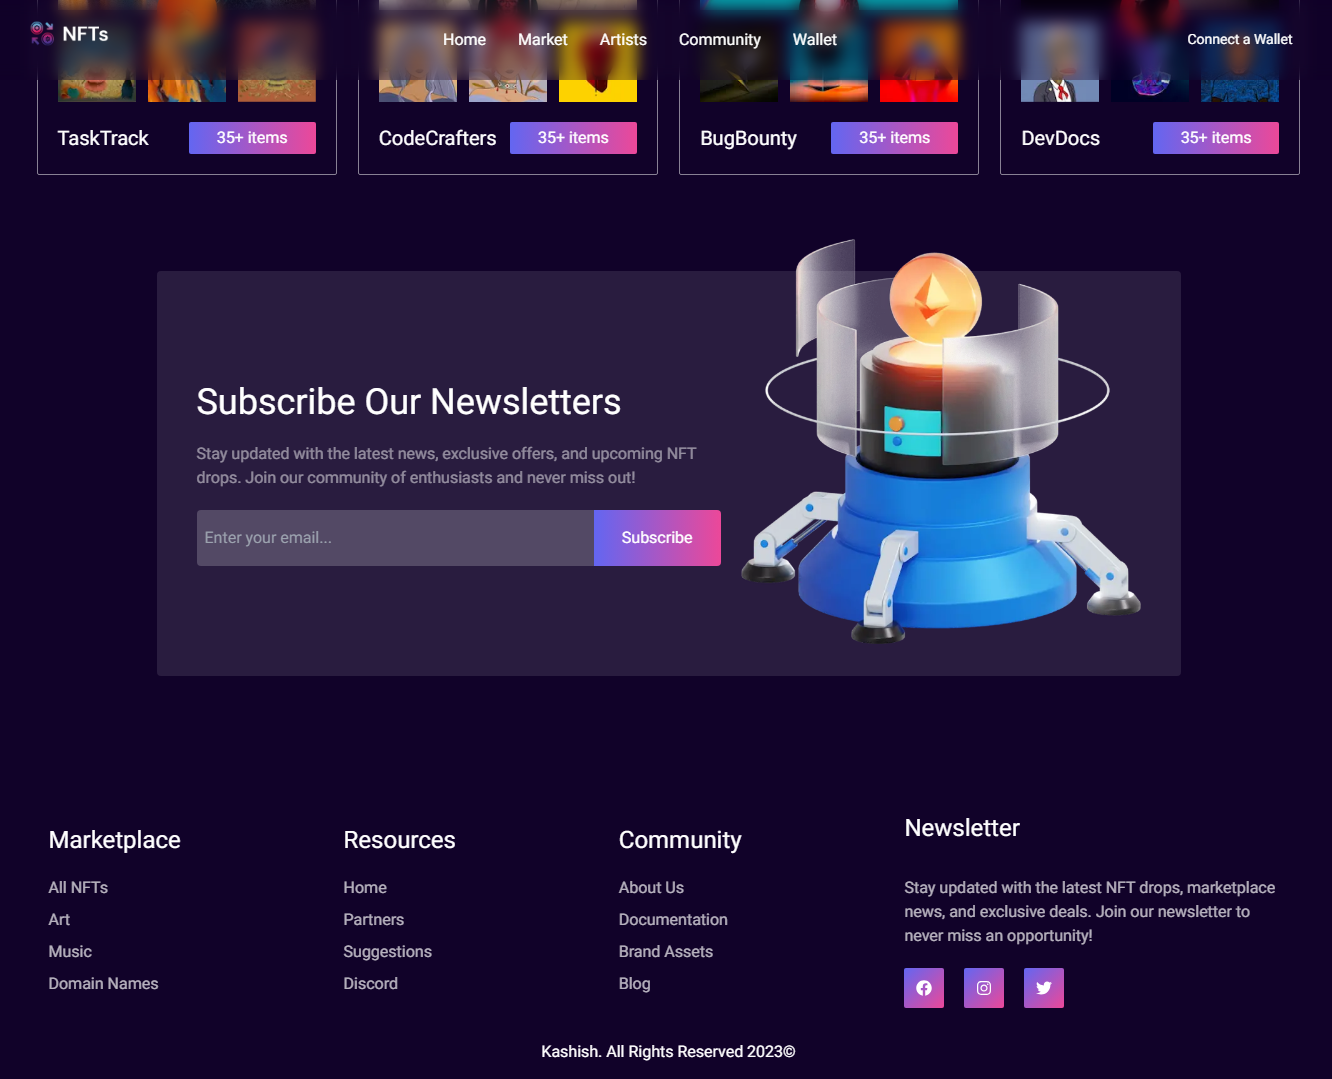 NFTs
Home Market Artists Community Wallet
Connect a Wallet
TaskTrack 35+ items
CodeCrafters 35+ items
BugBounty 35+ items
DevDocs 35+ items
Subscribe Our Newsletters
Stay updated with the latest news, exclusive offers, and upcoming NFT
drops. Join our community of enthusiasts and never miss out!
Enter your email...
Subscribe
Marketplace
All NFTs
Art
Music
Domain Names
Resources
Home
Partners
Suggestions
Discord
Community
About Us
Documentation
Brand Assets
Blog
Newsletter
Stay updated with the latest NFT drops, marketplace
news, and exclusive deals. Join our newsletter to
never miss an opportunity!
Kashish. All Rights Reserved 2023©